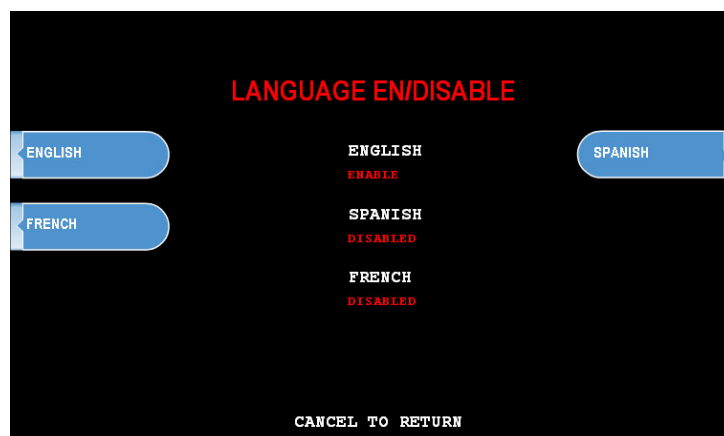 LANGUAGE EN/DISABLE
ENGLISH
ENGLISH
SPANISH
ENABLE
FRENCH
SPANISH
DISABLED
FRENCH
DISABLED
CANCEL TO RETURN